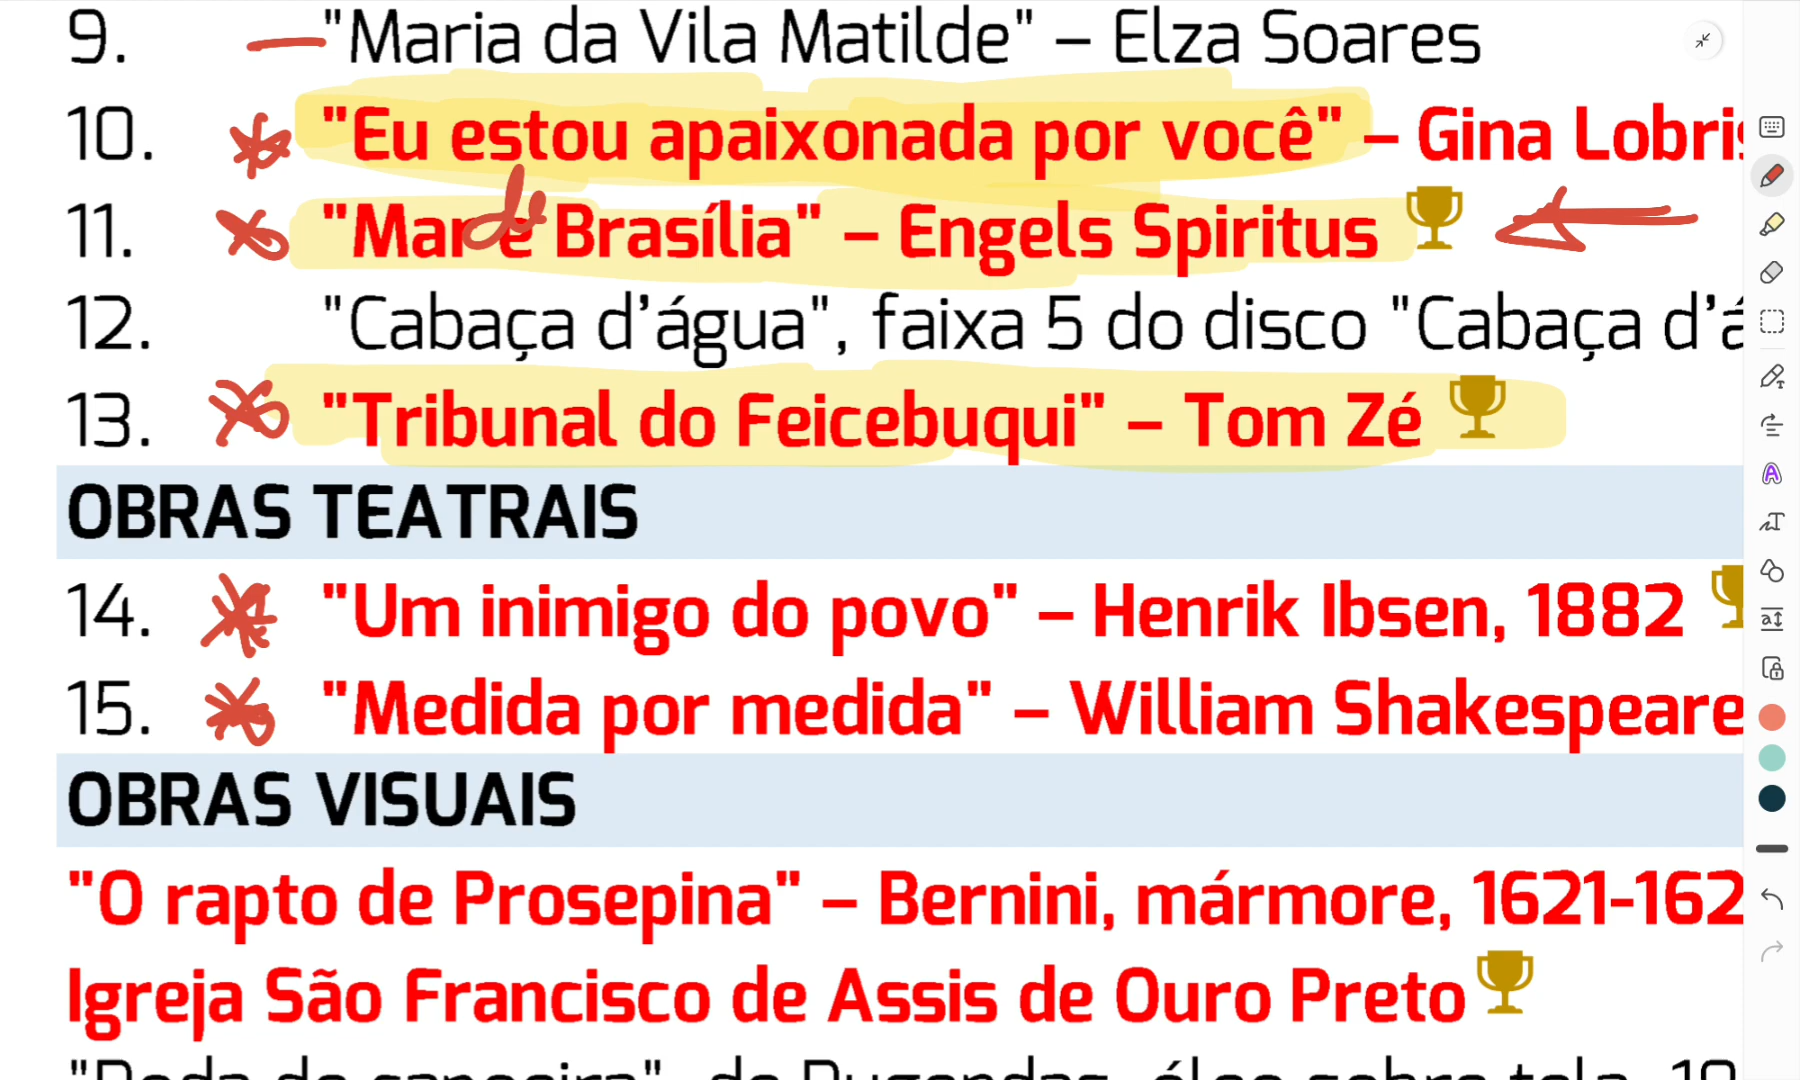 9. "Maria da Vila Matilde" – Elza Soares
10. "Eu estou apaixonada por você" – Gina Lobris
11. "Mar e Brasília" – Engels Spiritus
de
12. "Cabaça d'água", faixa 5 do disco "Cabaça d'á
13. "Tribunal do Feicebuqui" – Tom Zé
OBRAS TEATRAIS
14. "Um inimigo do povo" – Henrik Ibsen, 1882
15. "Medida por medida" – William Shakespeare
OBRAS VISUAIS
"O rapto de Prosepina" – Bernini, mármore, 1621-162
Igreja São Francisco de Assis de Ouro Preto